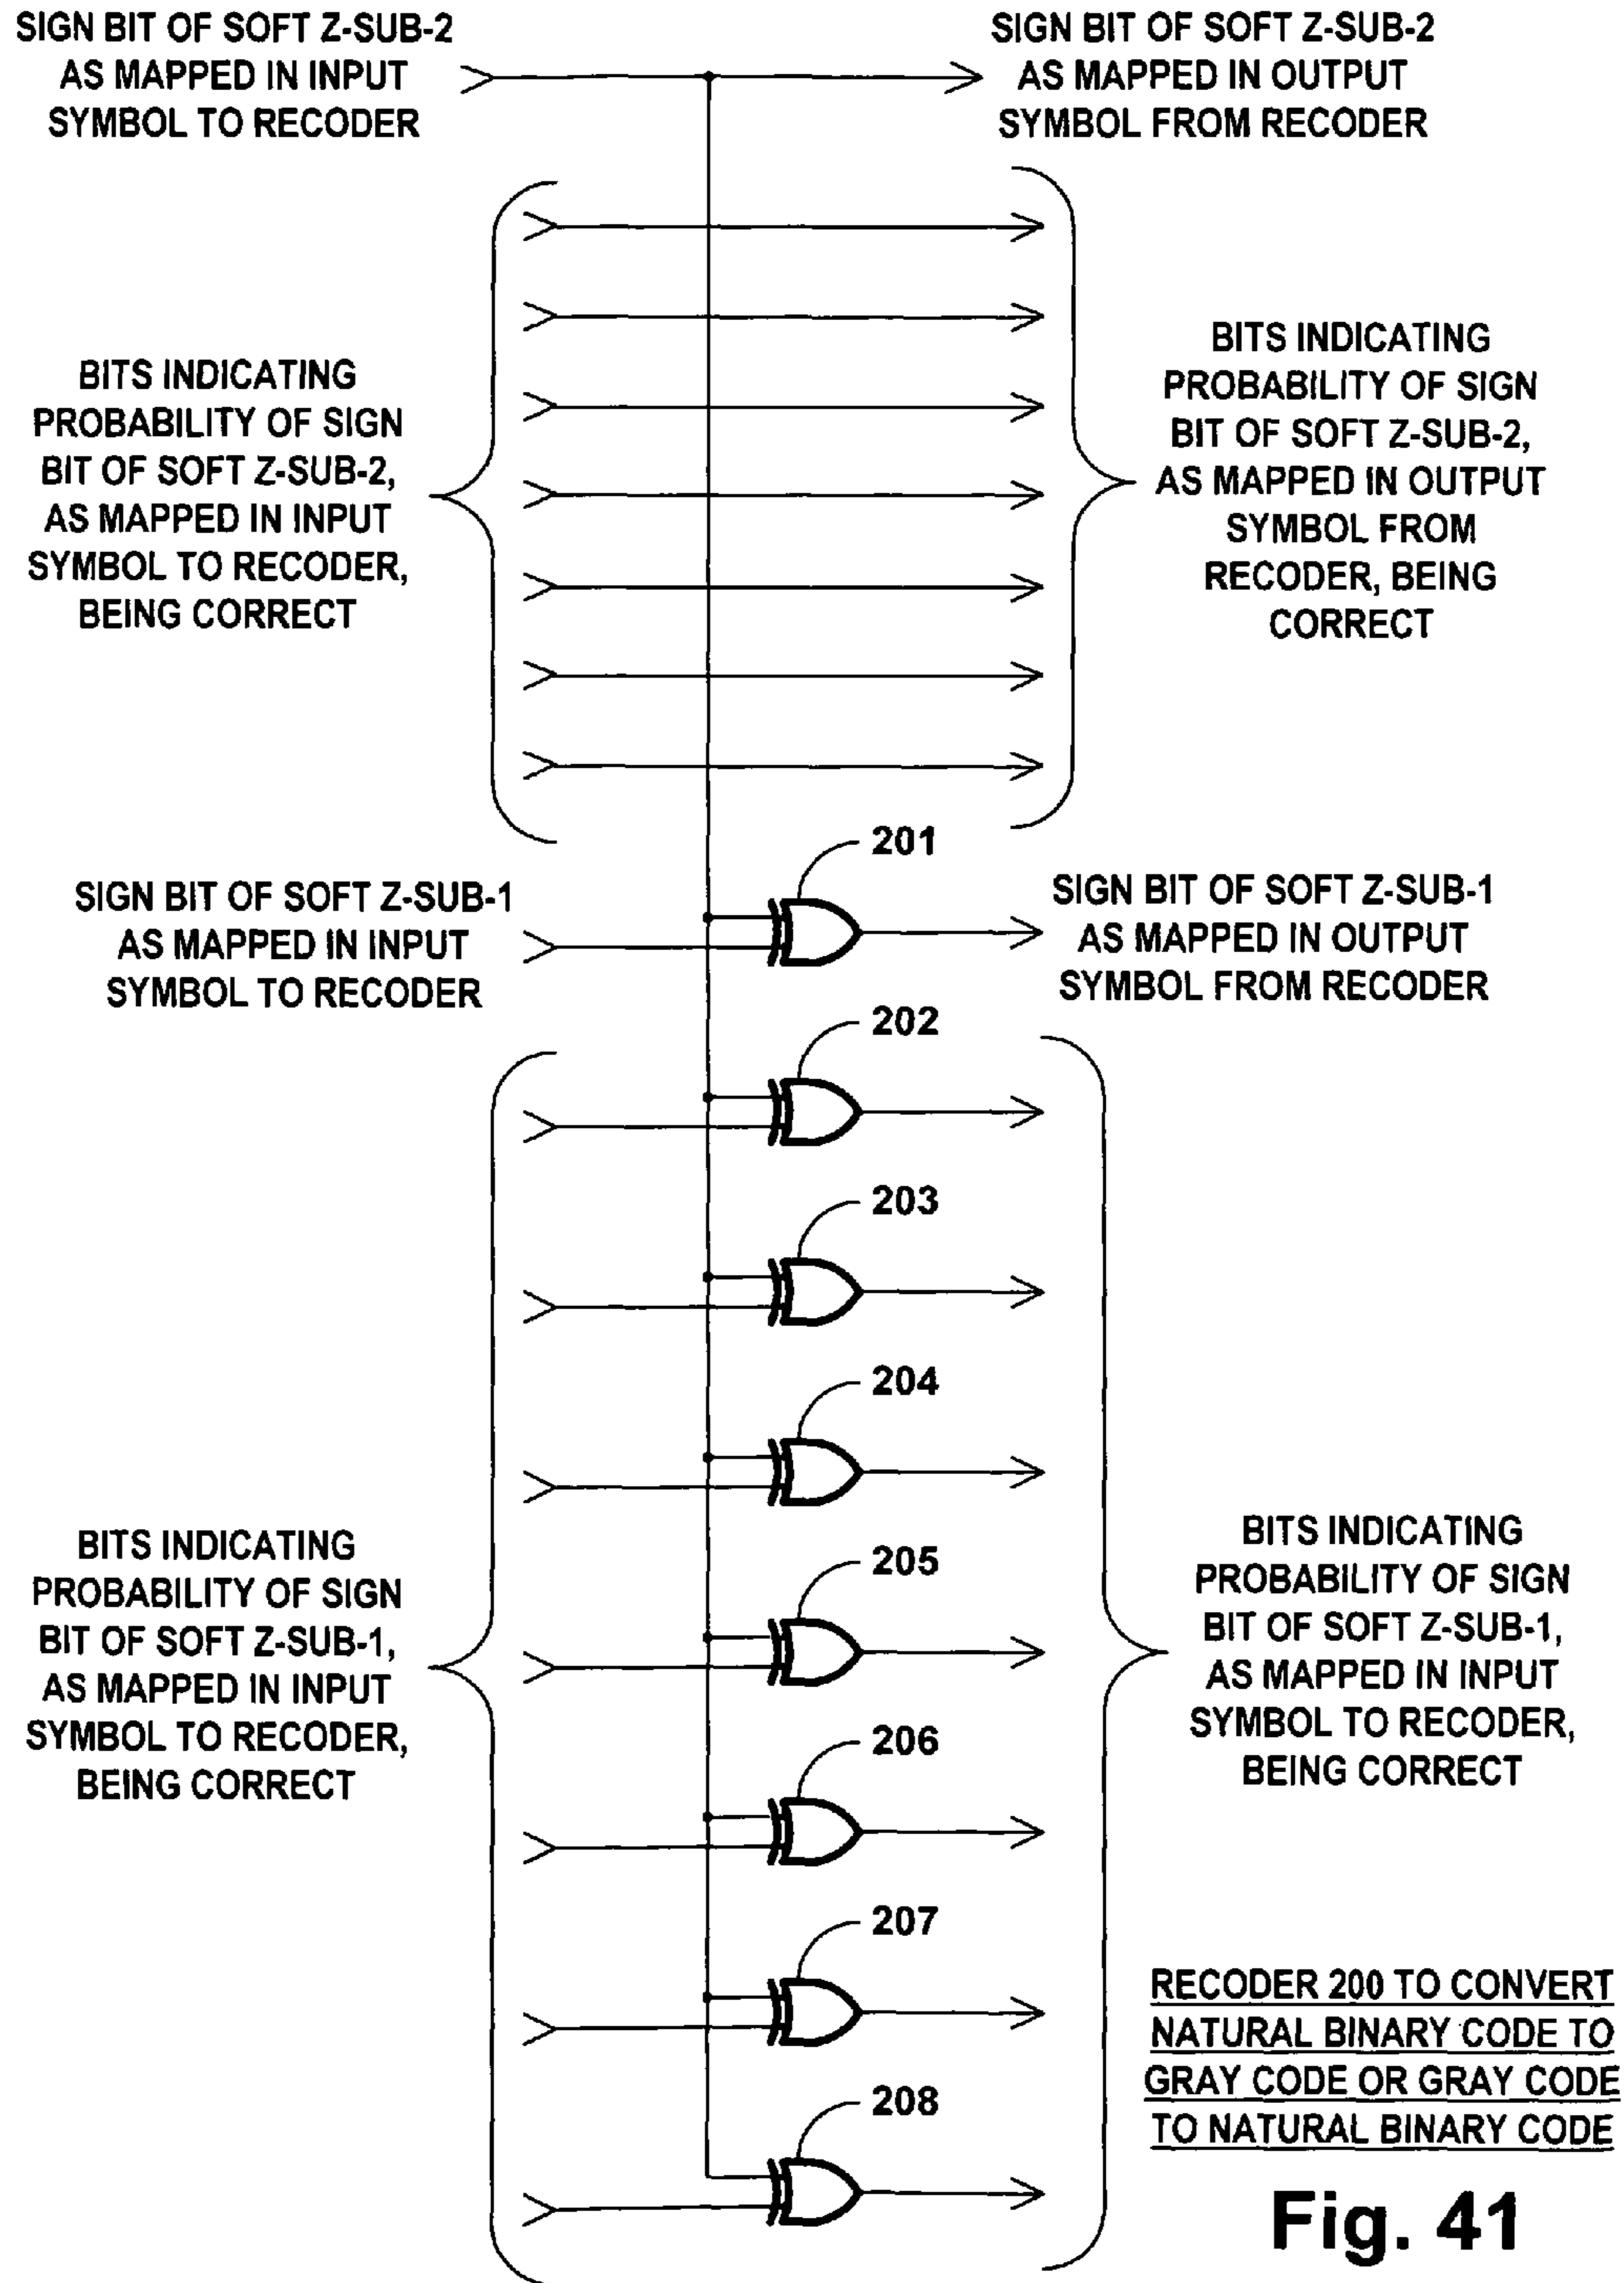 SIGN BIT OF SOFT Z-SUB-2
AS MAPPED IN INPUT
SYMBOL TO RECODER
SIGN BIT OF SOFT Z-SUB-2
AS MAPPED IN OUTPUT
SYMBOL FROM RECODER
BITS INDICATING
PROBABILITY OF SIGN
BIT OF SOFT Z-SUB-2,
AS MAPPED IN INPUT
SYMBOL TO RECODER,
BEING CORRECT
BITS INDICATING
PROBABILITY OF SIGN
BIT OF SOFT Z-SUB-2,
AS MAPPED IN OUTPUT
SYMBOL FROM
RECODER, BEING
CORRECT
201
SIGN BIT OF SOFT Z-SUB-1
AS MAPPED IN INPUT
SYMBOL TO RECODER
SIGN BIT OF SOFT Z-SUB-1
AS MAPPED IN OUTPUT
SYMBOL FROM RECODER
202
203
204
205
206
207
208
BITS INDICATING
PROBABILITY OF SIGN
BIT OF SOFT Z-SUB-1,
AS MAPPED IN INPUT
SYMBOL TO RECODER,
BEING CORRECT
BITS INDICATING
PROBABILITY OF SIGN
BIT OF SOFT Z-SUB-1,
AS MAPPED IN INPUT
SYMBOL TO RECODER,
BEING CORRECT
RECODER 200 TO CONVERT
NATURAL BINARY CODE TO
GRAY CODE OR GRAY CODE
TO NATURAL BINARY CODE
Fig. 41